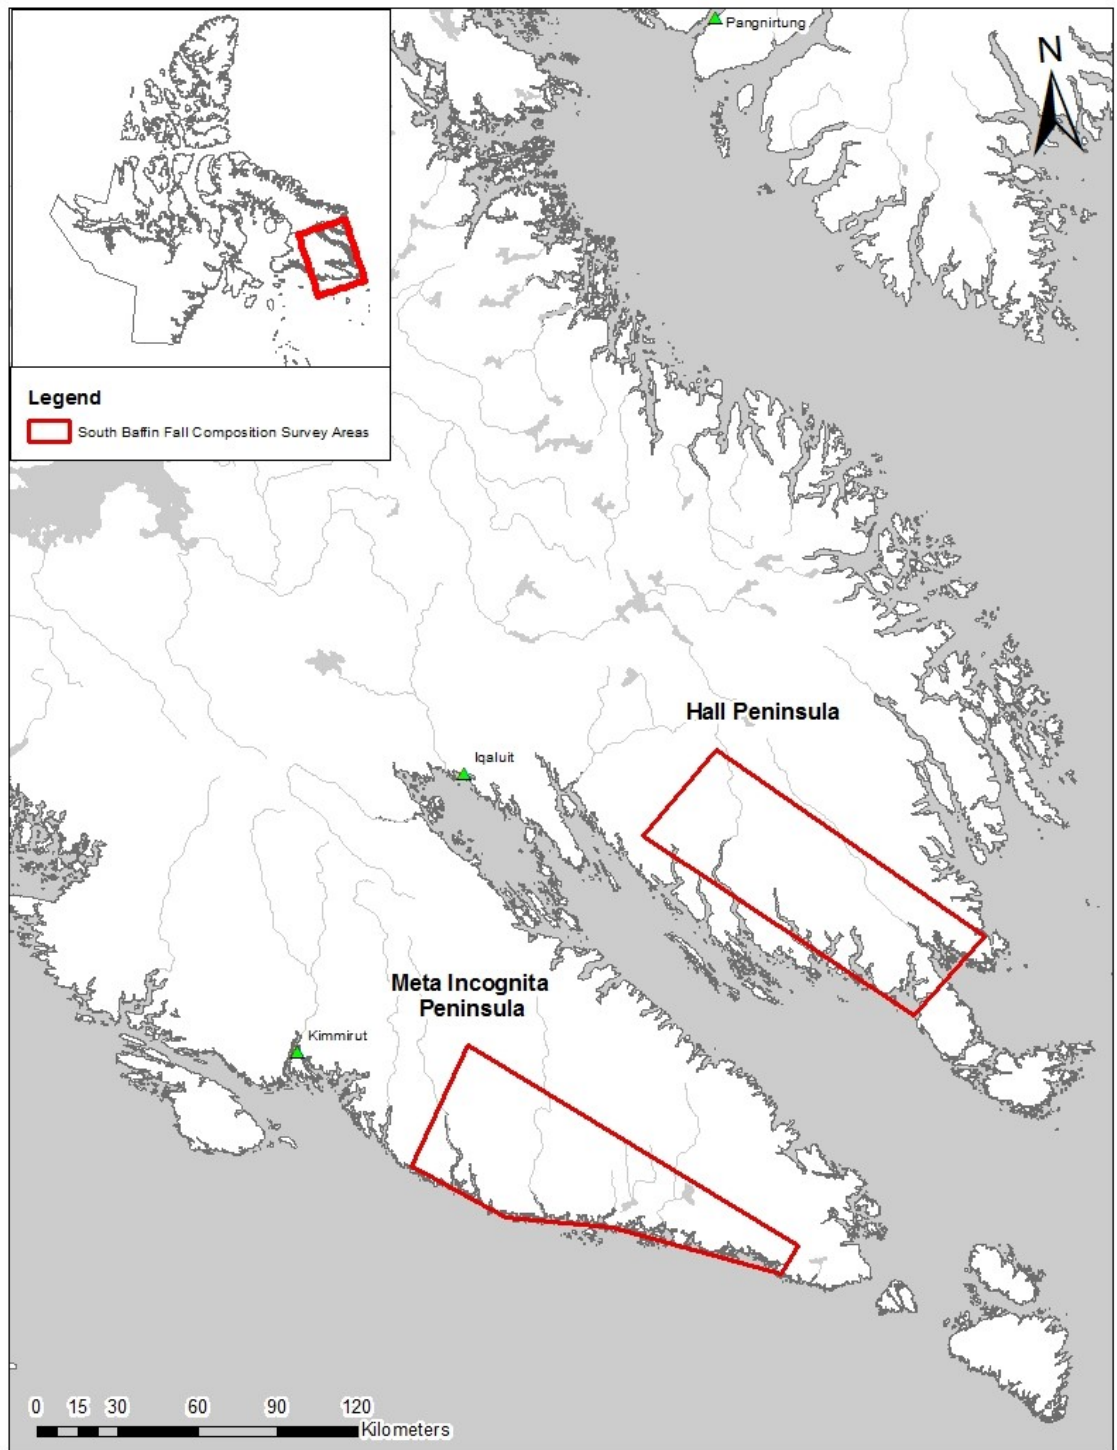 Pangnirtung
N
Legend
South Baffin Fall Composition Survey Areas
Hall Peninsula
Iqaluit
Meta Incognita
Peninsula
Kimmirut
0 15 30 60 90 120
Kilometers